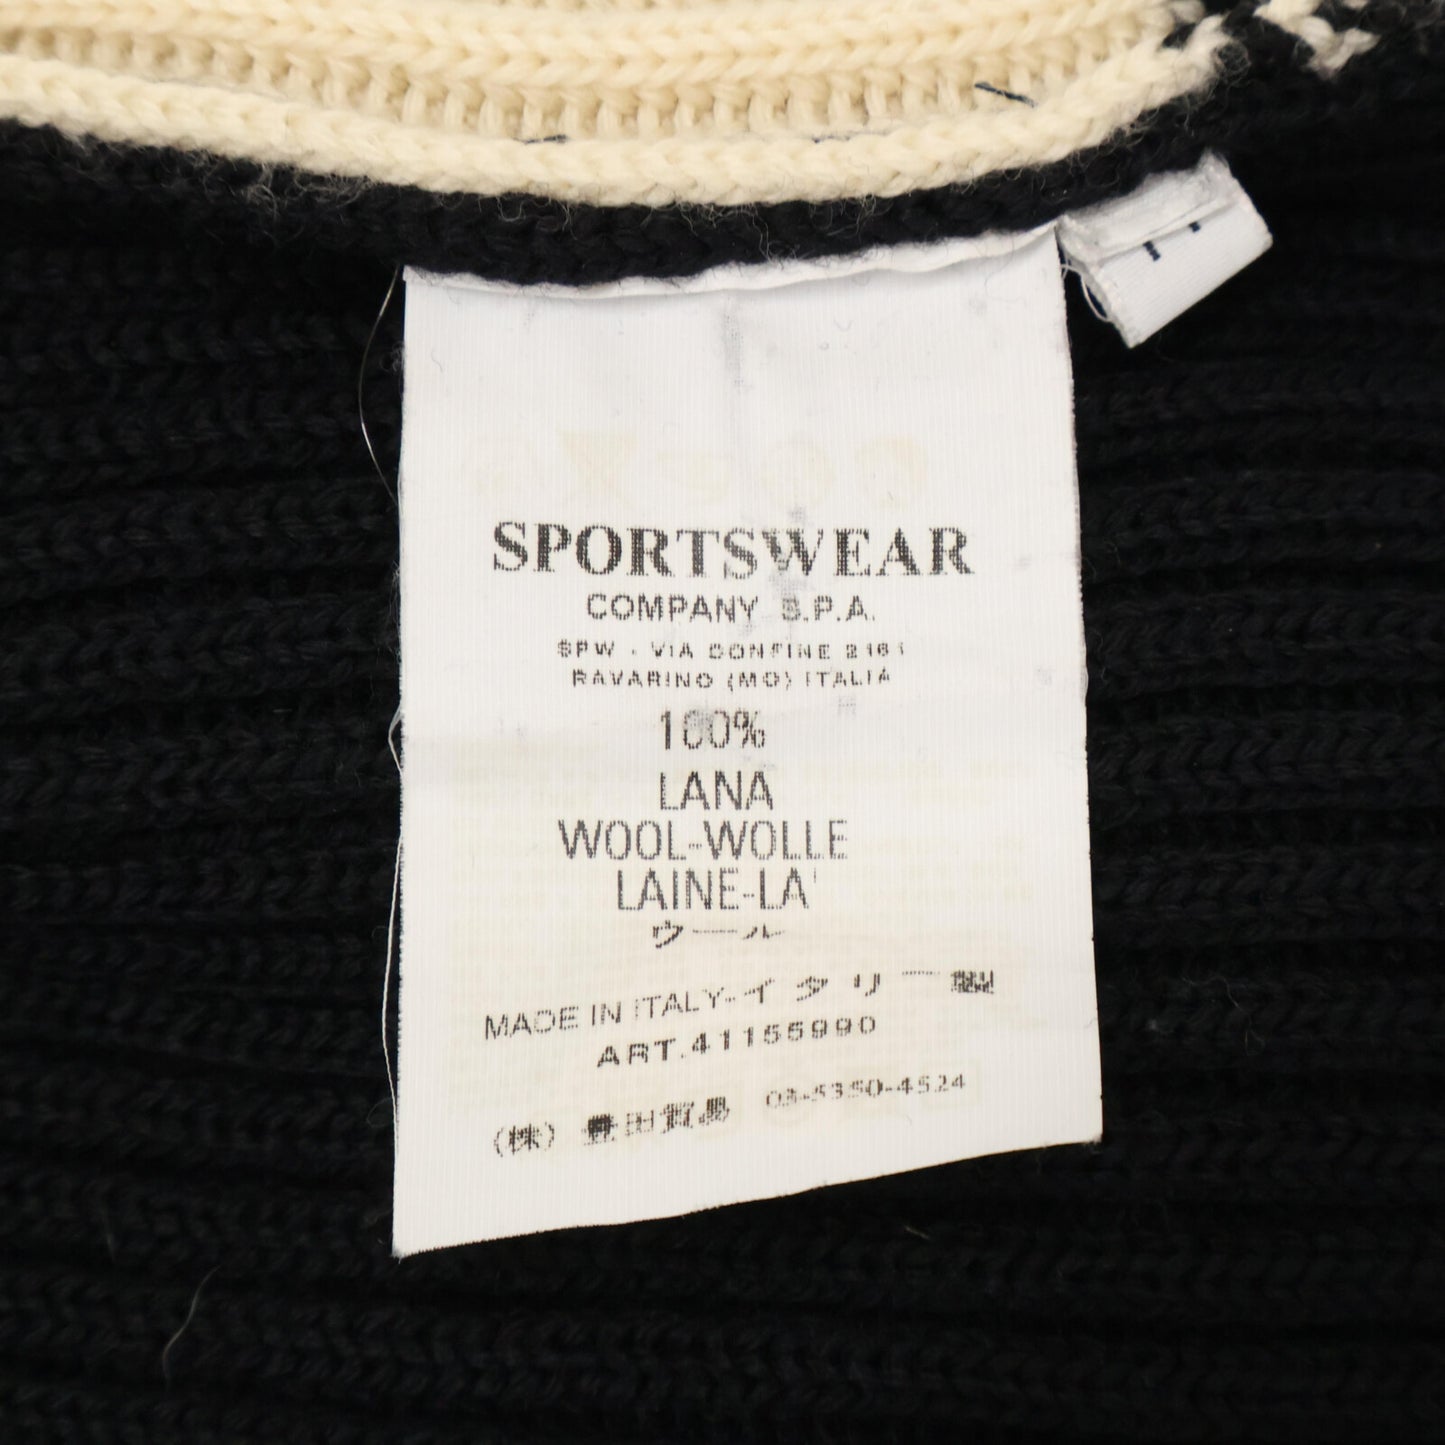 SPORTSWEAR
COMPANY S.P.A.
SPW - VIA CONFINE 2161
RAVARINO (MO) ITALIA
100%
LANA
WOOL-WOLLE
LAINE-LA'
ウール
MADE IN ITALY-イタリー製
ART.41155990
(株) 豊田貿易 03-5350-4524